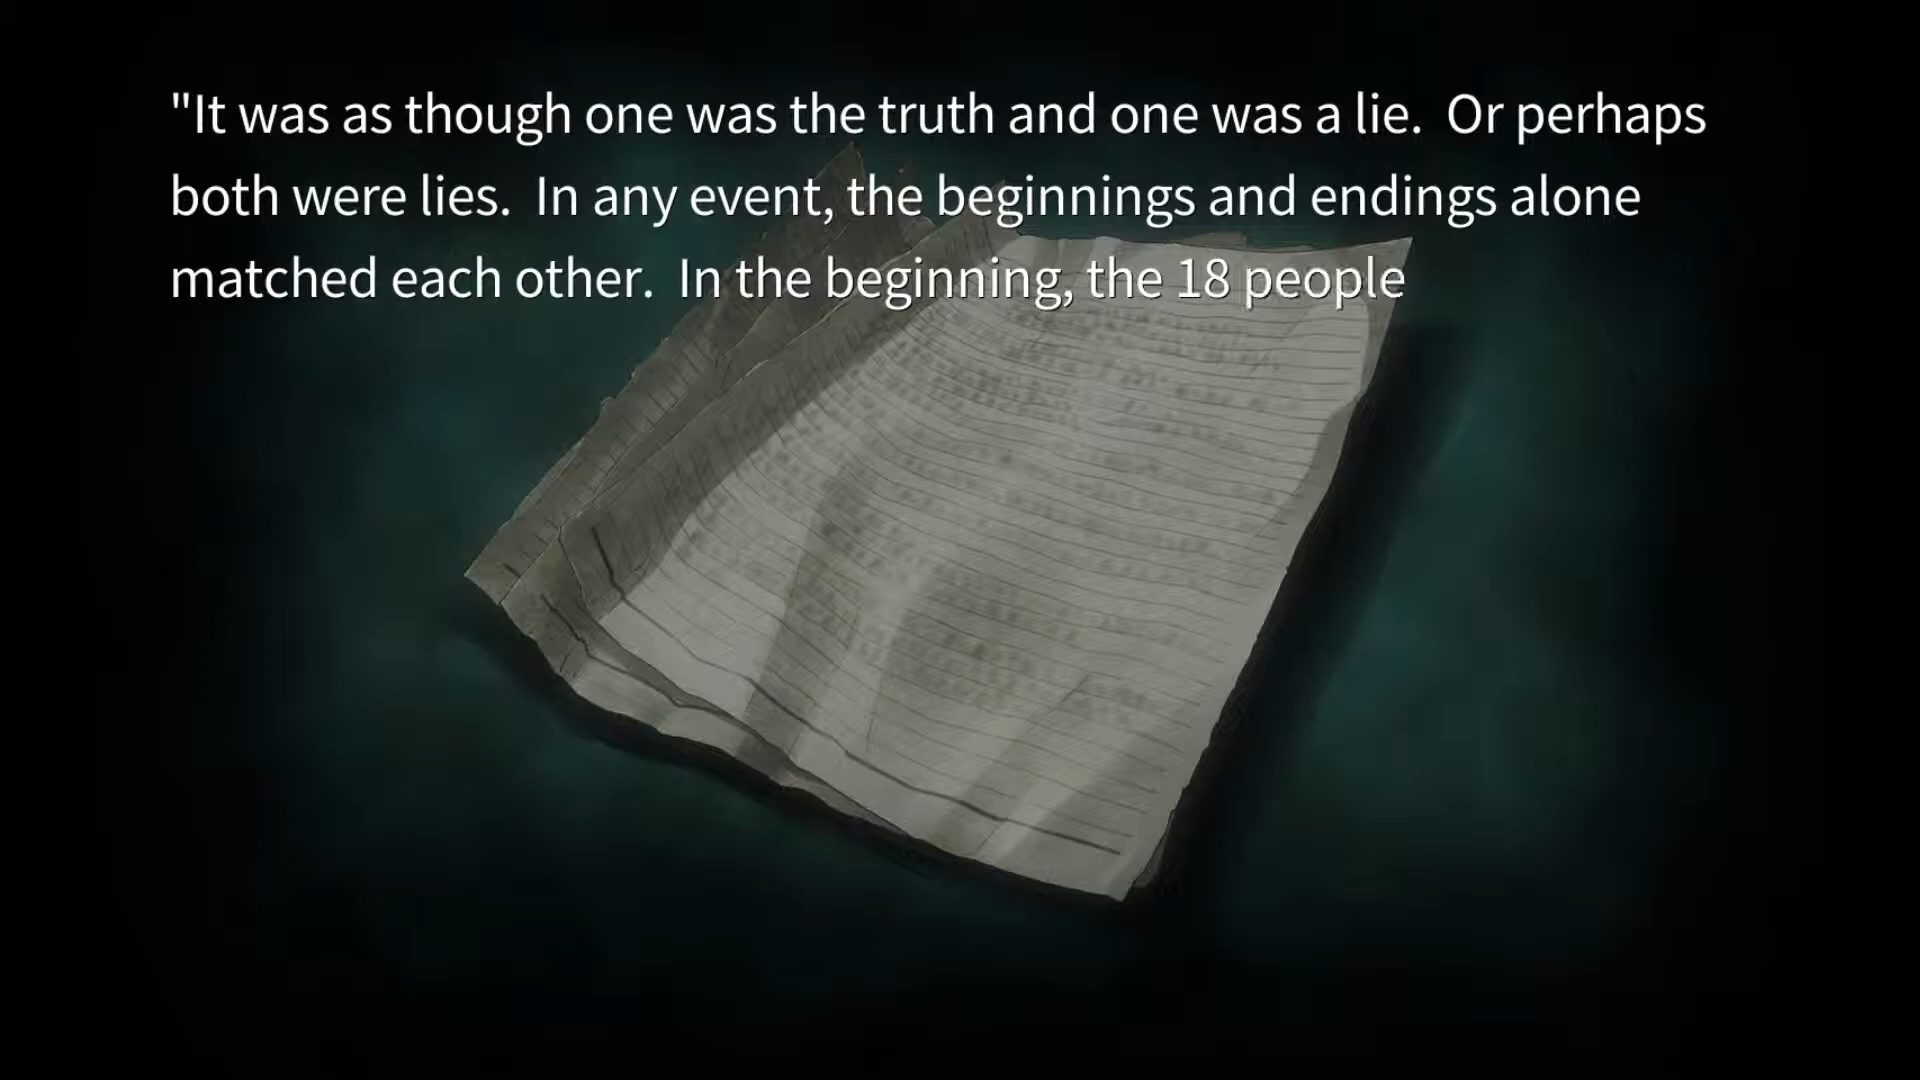 "It was as though one was the truth and one was a lie.  Or perhaps
both were lies.  In any event, the beginnings and endings alone
matched each other.  In the beginning, the 18 people